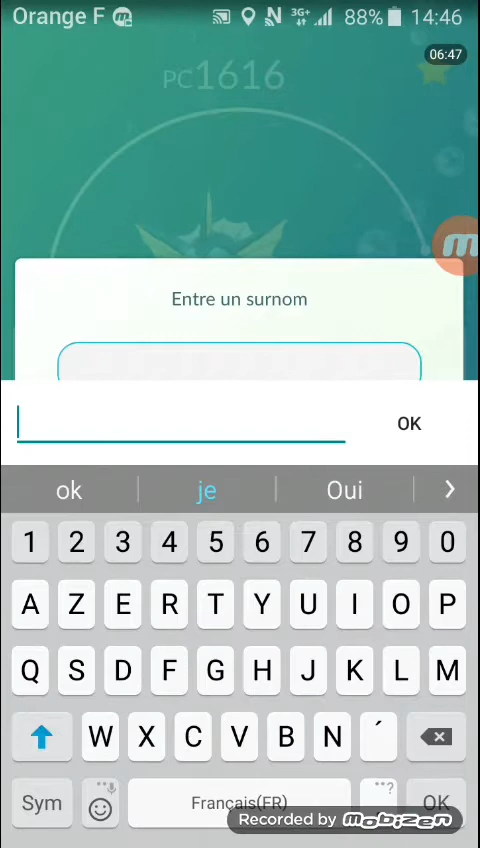 Orange F 3G+ 88% 14:46
06:47
PC1616
Entre un surnom
OK
ok je Oui
1 2 3 4 5 6 7 8 9 0
A Z E R T Y U I O P
Q S D F G H J K L M
W X C V B N ´
Sym Français(FR) OK
Recorded by mobizen